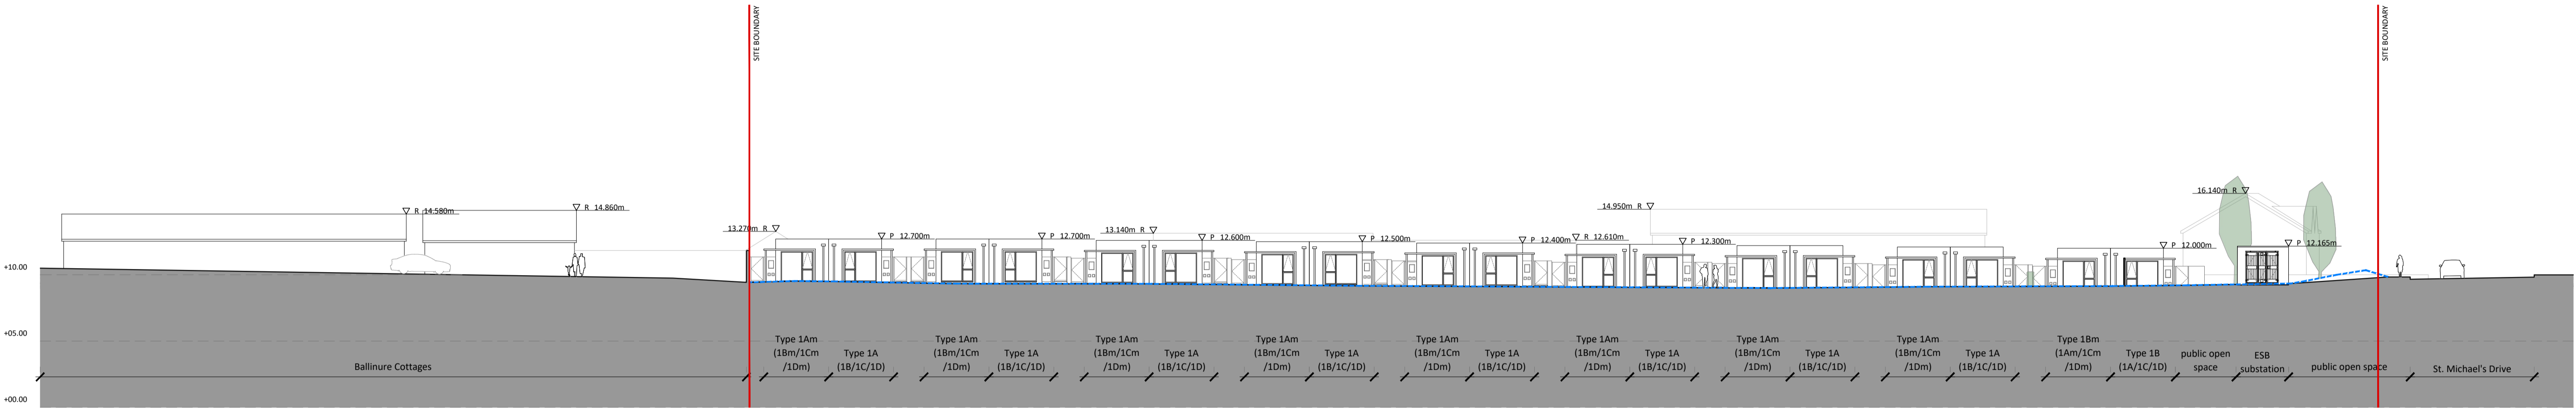 SITE BOUNDARY
SITE BOUNDARY
R 14.580m
R 14.860m
13.270m R
P 12.700m
P 12.700m
13.140m R
P 12.600m
P 12.500m
P 12.400m
R 12.610m
14.950m R
P 12.300m
P 12.000m
16.140m R
P 12.165m
+10.00
+05.00
+00.00
Ballinure Cottages
Type 1Am
(1Bm/1Cm
/1Dm)
Type 1A
(1B/1C/1D)
Type 1Am
(1Bm/1Cm
/1Dm)
Type 1A
(1B/1C/1D)
Type 1Am
(1Bm/1Cm
/1Dm)
Type 1A
(1B/1C/1D)
Type 1Am
(1Bm/1Cm
/1Dm)
Type 1A
(1B/1C/1D)
Type 1Am
(1Bm/1Cm
/1Dm)
Type 1A
(1B/1C/1D)
Type 1Am
(1Bm/1Cm
/1Dm)
Type 1A
(1B/1C/1D)
Type 1Am
(1Bm/1Cm
/1Dm)
Type 1A
(1B/1C/1D)
Type 1Am
(1Bm/1Cm
/1Dm)
Type 1A
(1B/1C/1D)
Type 1Bm
(1Am/1Cm
/1Dm)
Type 1B
(1A/1C/1D)
public open
space
ESB
substation
public open space
St. Michael's Drive